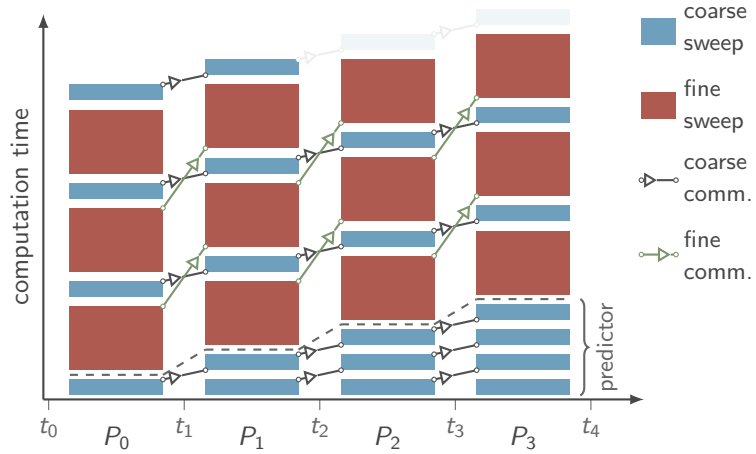 coarse
sweep
fine
sweep
coarse
comm.
fine
comm.
computation time
predictor
t0 P0 t1 P1 t2 P2 t3 P3 t4